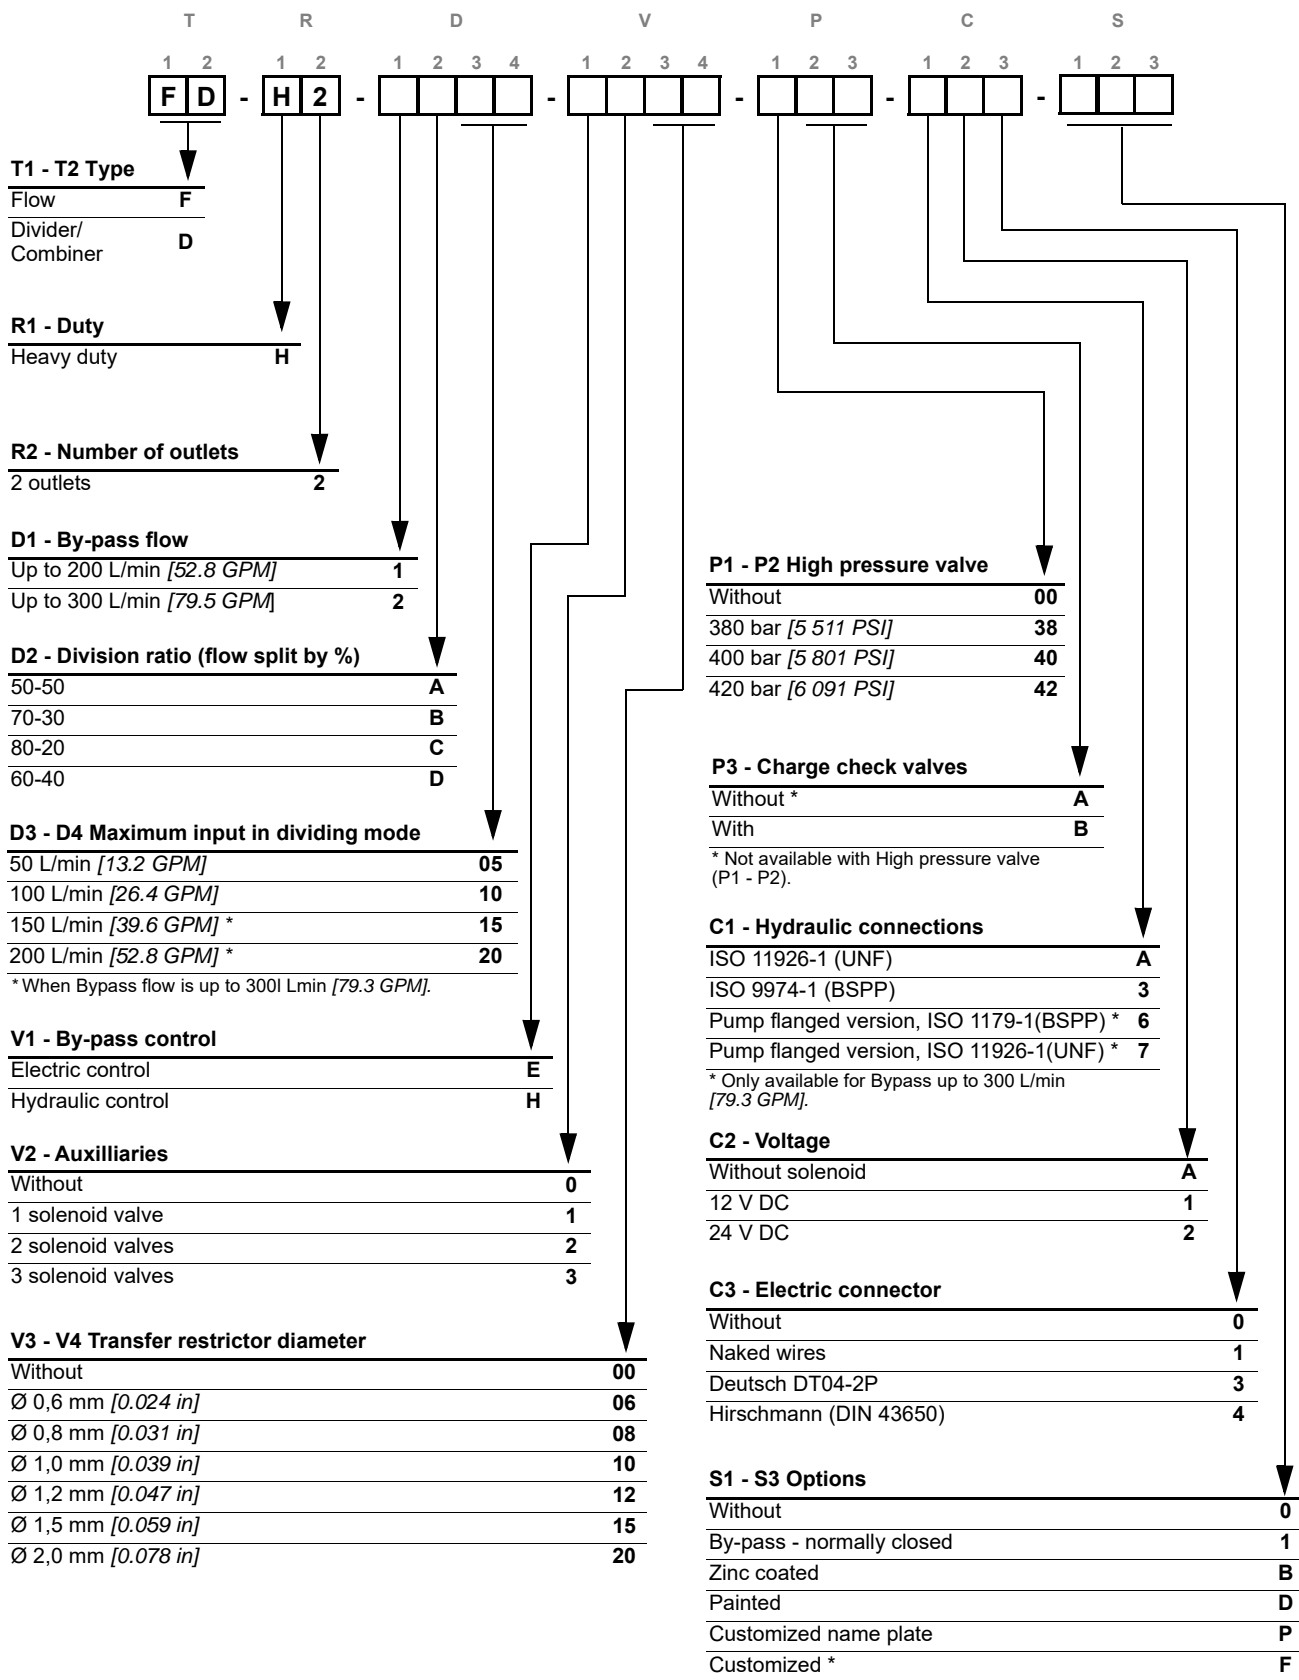 T R D V P C S
1 2 1 2 1 2 3 4 1 2 3 4 1 2 3 1 2 3 1 2 3
F D - H 2 - - - - -
T1 - T2 Type
Flow F
Divider/
Combiner D
R1 - Duty
Heavy duty H
R2 - Number of outlets
2 outlets 2
D1 - By-pass flow
Up to 200 L/min [52.8 GPM] 1
Up to 300 L/min [79.5 GPM] 2
D2 - Division ratio (flow split by %)
50-50 A
70-30 B
80-20 C
60-40 D
D3 - D4 Maximum input in dividing mode
50 L/min [13.2 GPM] 05
100 L/min [26.4 GPM] 10
150 L/min [39.6 GPM] * 15
200 L/min [52.8 GPM] * 20
* When Bypass flow is up to 300l Lmin [79.3 GPM].
V1 - By-pass control
Electric control E
Hydraulic control H
V2 - Auxilliaries
Without 0
1 solenoid valve 1
2 solenoid valves 2
3 solenoid valves 3
V3 - V4 Transfer restrictor diameter
Without 00
Ø 0,6 mm [0.024 in] 06
Ø 0,8 mm [0.031 in] 08
Ø 1,0 mm [0.039 in] 10
Ø 1,2 mm [0.047 in] 12
Ø 1,5 mm [0.059 in] 15
Ø 2,0 mm [0.078 in] 20
P1 - P2 High pressure valve
Without 00
380 bar [5 511 PSI] 38
400 bar [5 801 PSI] 40
420 bar [6 091 PSI] 42
P3 - Charge check valves
Without * A
With B
* Not available with High pressure valve
(P1 - P2).
C1 - Hydraulic connections
ISO 11926-1 (UNF) A
ISO 9974-1 (BSPP) 3
Pump flanged version, ISO 1179-1(BSPP) * 6
Pump flanged version, ISO 11926-1(UNF) * 7
* Only available for Bypass up to 300 L/min
[79.3 GPM].
C2 - Voltage
Without solenoid A
12 V DC 1
24 V DC 2
C3 - Electric connector
Without 0
Naked wires 1
Deutsch DT04-2P 3
Hirschmann (DIN 43650) 4
S1 - S3 Options
Without 0
By-pass - normally closed 1
Zinc coated B
Painted D
Customized name plate P
Customized * F